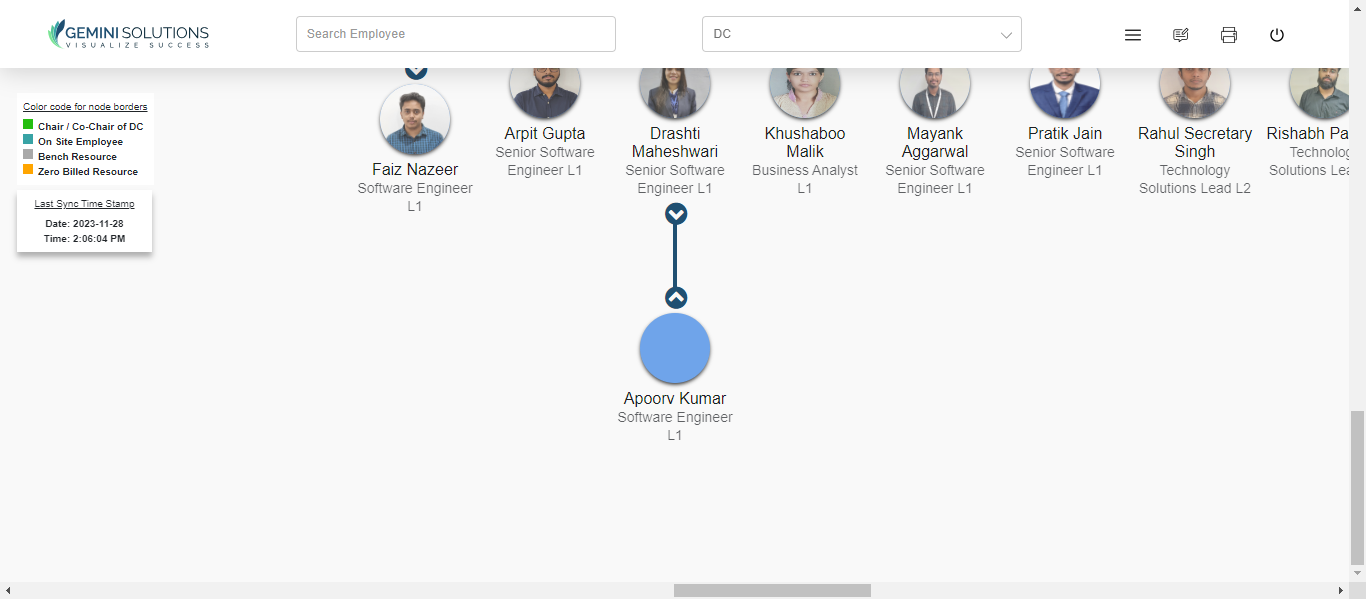 GEMINI SOLUTIONS
VISUALIZE SUCCESS
Search Employee
DC
Color code for node borders
Chair / Co-Chair of DC
On Site Employee
Bench Resource
Zero Billed Resource
Last Sync Time Stamp
Date: 2023-11-28
Time: 2:06:04 PM
Faiz Nazeer
Software Engineer
L1
Arpit Gupta
Senior Software
Engineer L1
Drashti
Maheshwari
Senior Software
Engineer L1
Khushaboo
Malik
Business Analyst
L1
Mayank
Aggarwal
Senior Software
Engineer L1
Pratik Jain
Senior Software
Engineer L1
Rahul Secretary
Singh
Technology
Solutions Lead L2
Rishabh Pa
Technolog
Solutions Lea
Apoorv Kumar
Software Engineer
L1